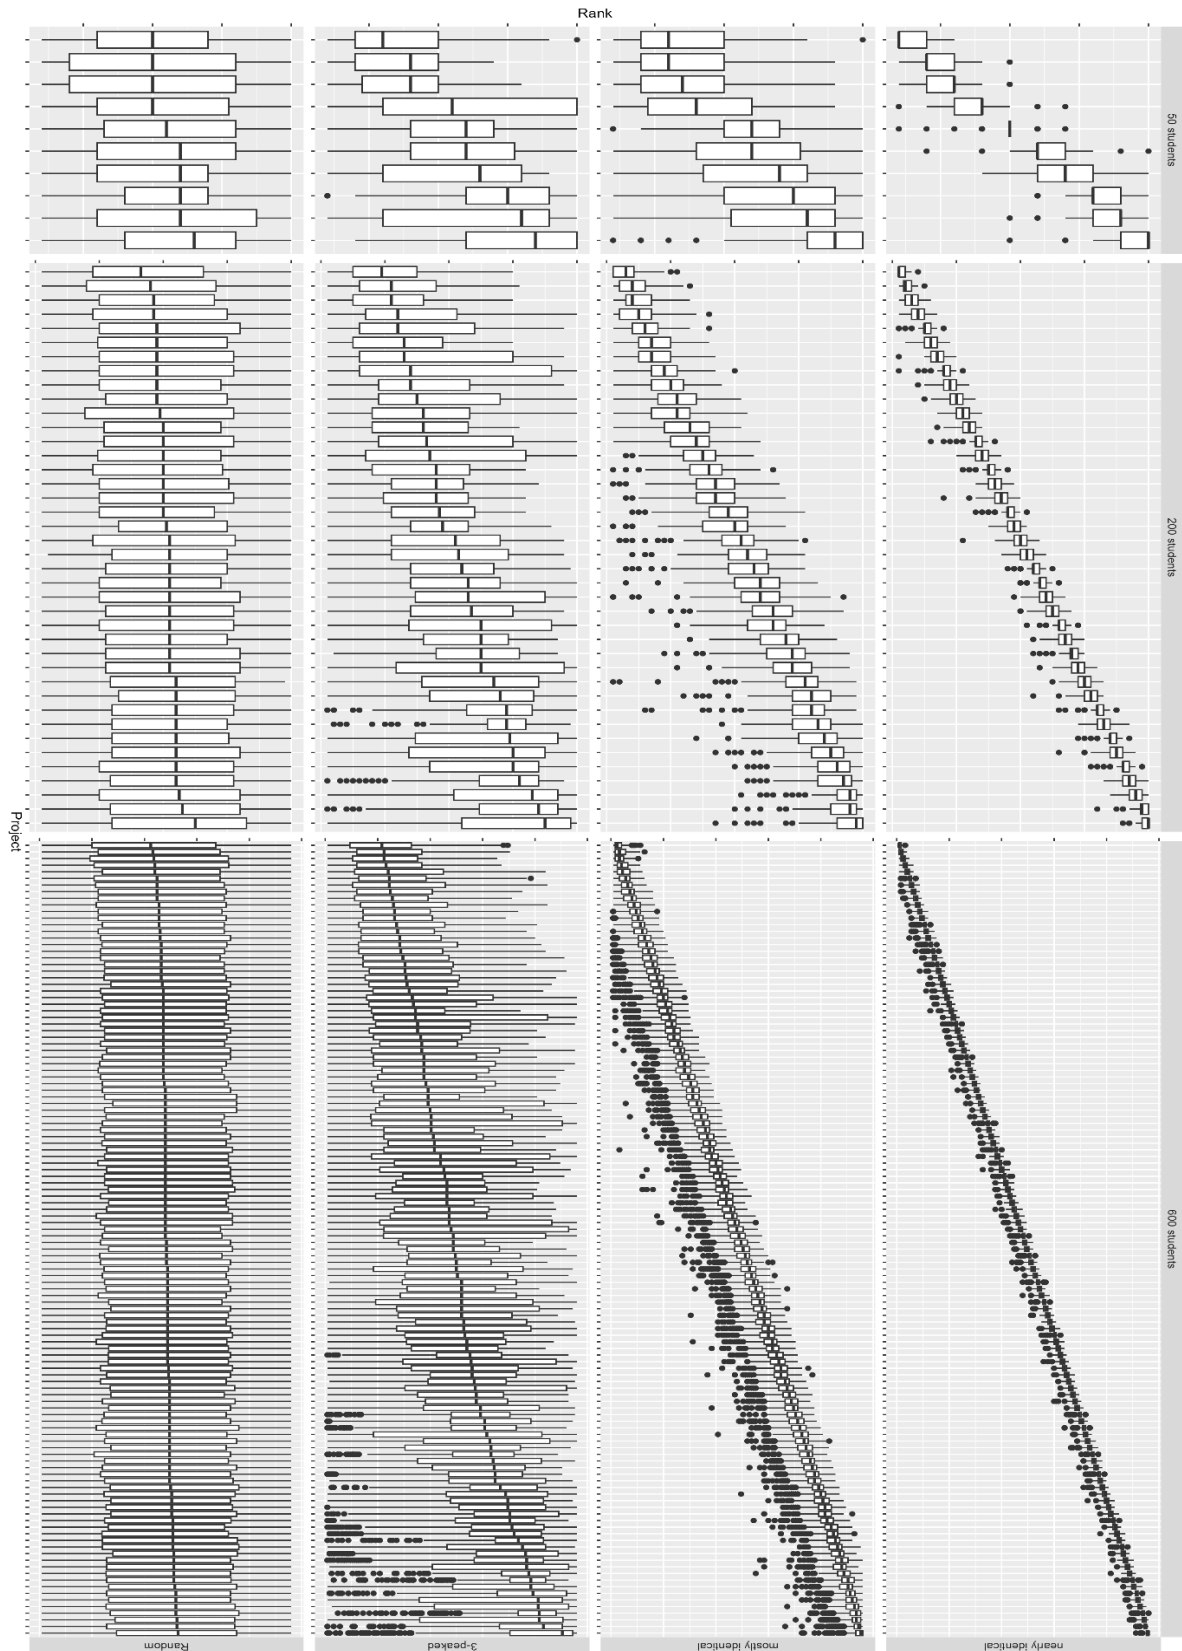 Rank
50 students
200 students
600 students
Project
Random
3-peaked
mostly identical
nearly identical